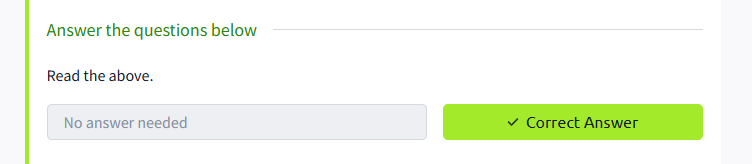 Answer the questions below
Read the above.
No answer needed
Correct Answer